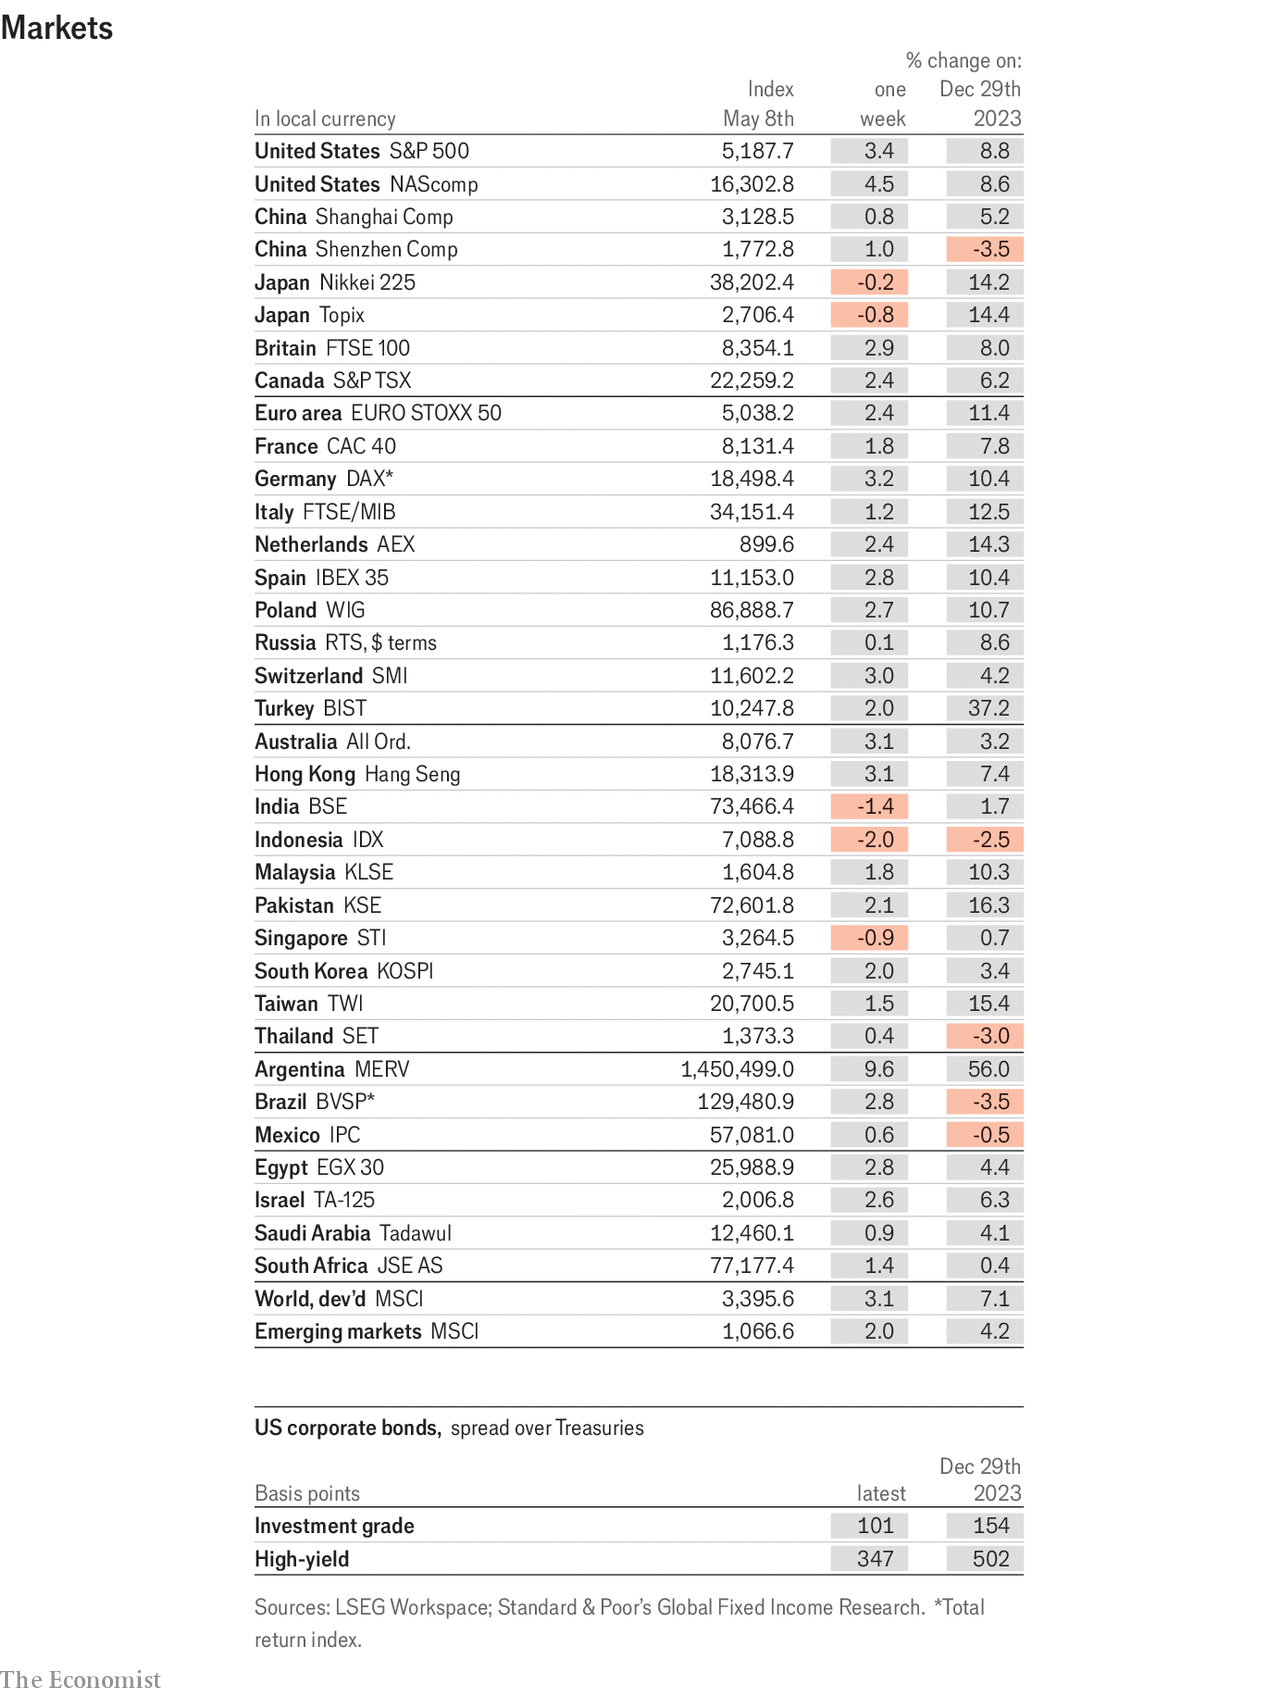 Markets
% change on:
Index one Dec 29th
In local currency May 8th week 2023
United States S&P 500 5,187.7 3.4 8.8
United States NAScomp 16,302.8 4.5 8.6
China Shanghai Comp 3,128.5 0.8 5.2
China Shenzhen Comp 1,772.8 1.0 -3.5
Japan Nikkei 225 38,202.4 -0.2 14.2
Japan Topix 2,706.4 -0.8 14.4
Britain FTSE 100 8,354.1 2.9 8.0
Canada S&P TSX 22,259.2 2.4 6.2
Euro area EURO STOXX 50 5,038.2 2.4 11.4
France CAC 40 8,131.4 1.8 7.8
Germany DAX* 18,498.4 3.2 10.4
Italy FTSE/MIB 34,151.4 1.2 12.5
Netherlands AEX 899.6 2.4 14.3
Spain IBEX 35 11,153.0 2.8 10.4
Poland WIG 86,888.7 2.7 10.7
Russia RTS, $ terms 1,176.3 0.1 8.6
Switzerland SMI 11,602.2 3.0 4.2
Turkey BIST 10,247.8 2.0 37.2
Australia All Ord. 8,076.7 3.1 3.2
Hong Kong Hang Seng 18,313.9 3.1 7.4
India BSE 73,466.4 -1.4 1.7
Indonesia IDX 7,088.8 -2.0 -2.5
Malaysia KLSE 1,604.8 1.8 10.3
Pakistan KSE 72,601.8 2.1 16.3
Singapore STI 3,264.5 -0.9 0.7
South Korea KOSPI 2,745.1 2.0 3.4
Taiwan TWI 20,700.5 1.5 15.4
Thailand SET 1,373.3 0.4 -3.0
Argentina MERV 1,450,499.0 9.6 56.0
Brazil BVSP* 129,480.9 2.8 -3.5
Mexico IPC 57,081.0 0.6 -0.5
Egypt EGX 30 25,988.9 2.8 4.4
Israel TA-125 2,006.8 2.6 6.3
Saudi Arabia Tadawul 12,460.1 0.9 4.1
South Africa JSE AS 77,177.4 1.4 0.4
World, dev'd MSCI 3,395.6 3.1 7.1
Emerging markets MSCI 1,066.6 2.0 4.2
US corporate bonds, spread over Treasuries
Dec 29th
Basis points latest 2023
Investment grade 101 154
High-yield 347 502
Sources: LSEG Workspace; Standard & Poor's Global Fixed Income Research. *Total
return index.
The Economist